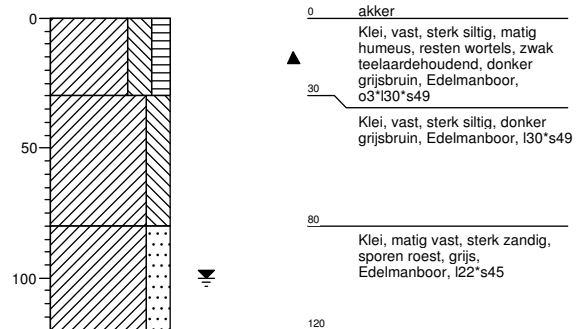 0
50
100
0 akker
Klei, vast, sterk siltig, matig
humeus, resten wortels, zwak
teelaardehoudend, donker
grijsbruin, Edelmanboor,
o3*l30*s49
30
Klei, vast, sterk siltig, donker
grijsbruin, Edelmanboor, l30*s49
80
Klei, matig vast, sterk zandig,
sporen roest, grijs,
Edelmanboor, l22*s45
120